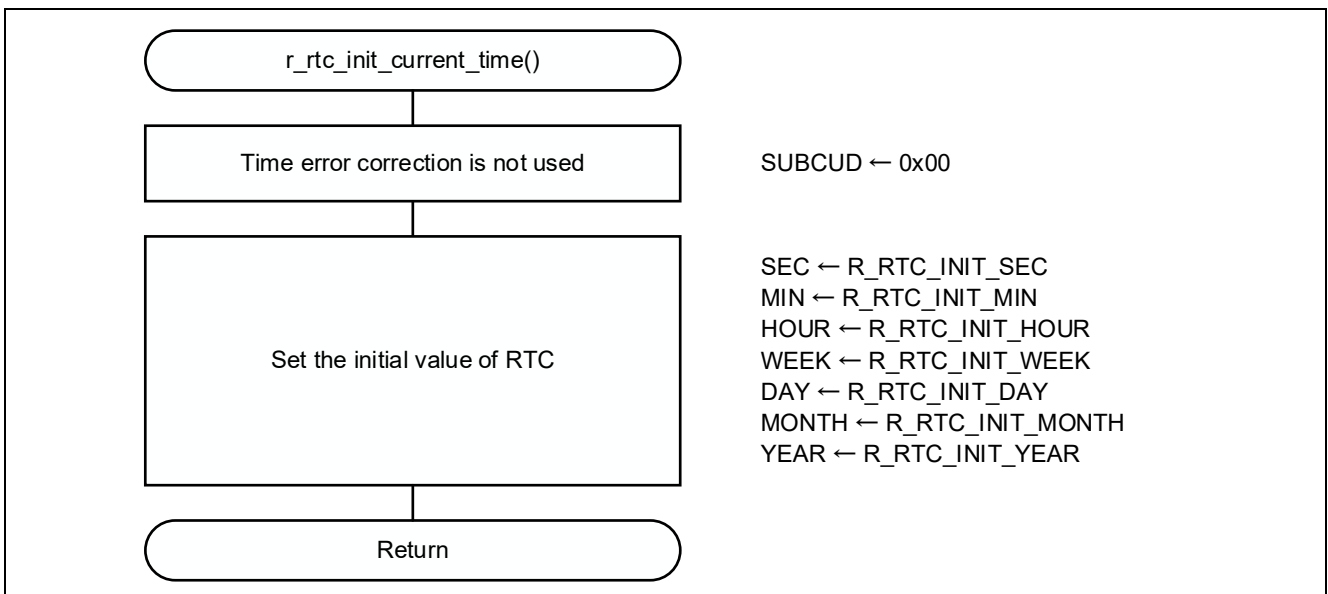 r_rtc_init_current_time()
Time error correction is not used
SUBCUD ← 0x00
Set the initial value of RTC
SEC ← R_RTC_INIT_SEC
MIN ← R_RTC_INIT_MIN
HOUR ← R_RTC_INIT_HOUR
WEEK ← R_RTC_INIT_WEEK
DAY ← R_RTC_INIT_DAY
MONTH ← R_RTC_INIT_MONTH
YEAR ← R_RTC_INIT_YEAR
Return